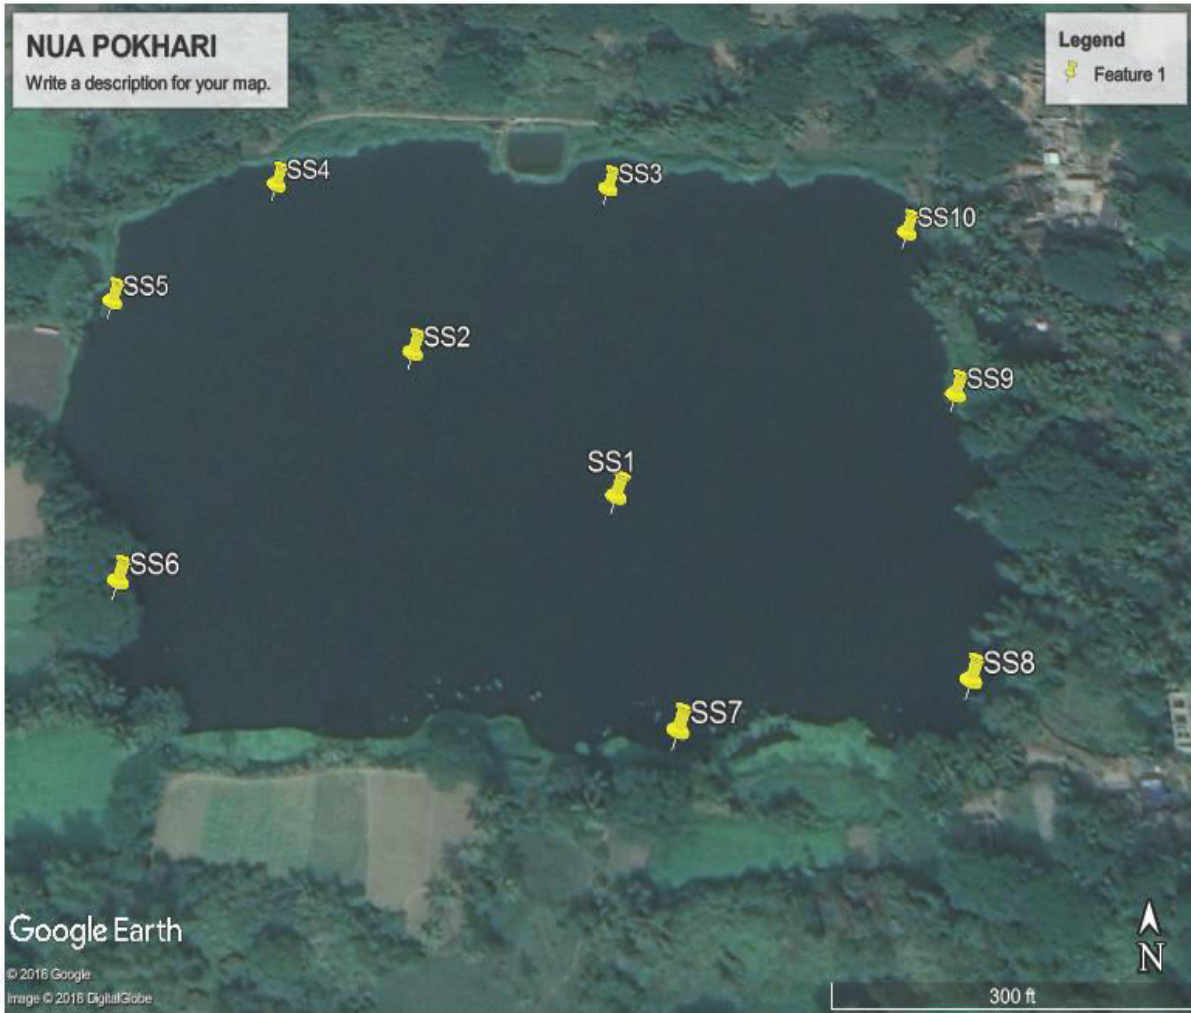 NUA POKHARI
Write a description for your map.
Legend
Feature 1
SS4
SS3
SS10
SS5
SS2
SS9
SS1
SS6
SS8
SS7
Google Earth
N
© 2018 Google
Image © 2018 DigitalGlobe
300 ft